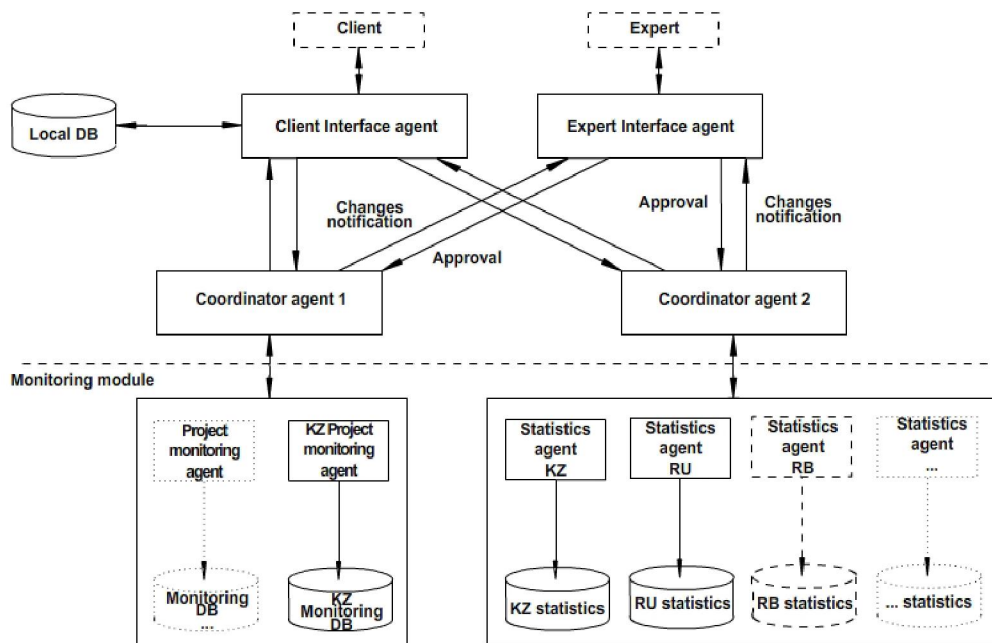 Client
Expert
Local DB
Client Interface agent
Expert Interface agent
Changes
notification
Approval
Approval
Changes
notification
Coordinator agent 1
Coordinator agent 2
Monitoring module
Project
monitoring
agent
KZ Project
monitoring
agent
Statistics
agent
KZ
Statistics
agent
RU
Statistics
agent
RB
Statistics
agent
...
Monitoring
DB
...
KZ
Monitoring
DB
KZ statistics
RU statistics
RB statistics
... statistics